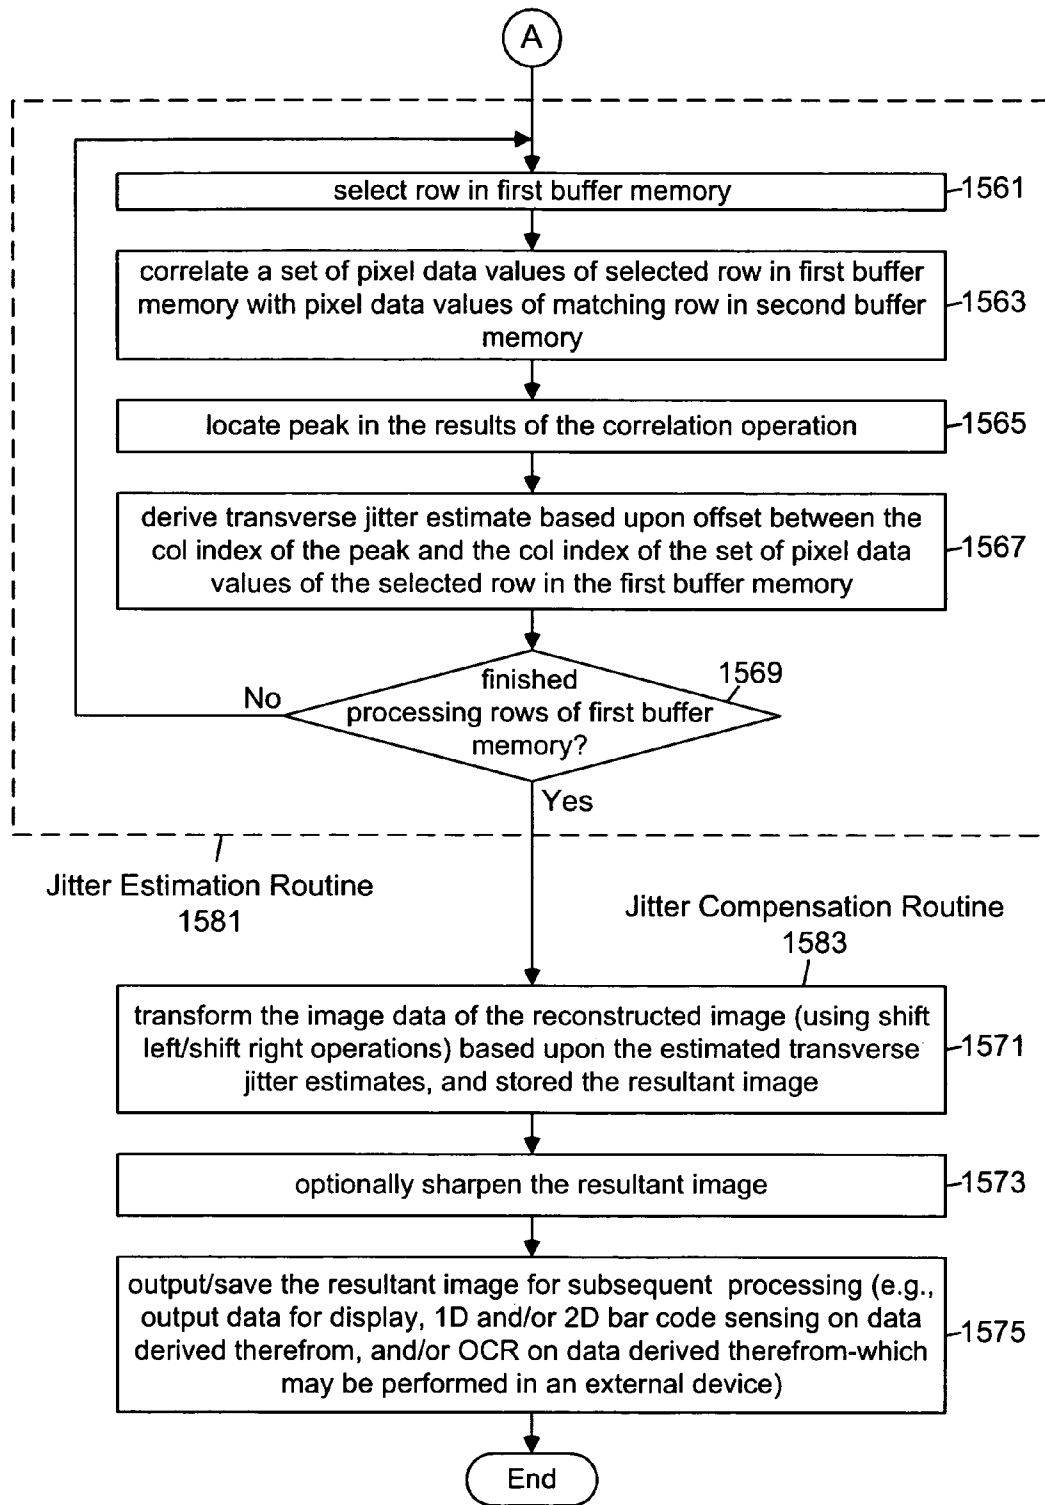 A
select row in first buffer memory
1561
correlate a set of pixel data values of selected row in first buffer
memory with pixel data values of matching row in second buffer
memory
1563
locate peak in the results of the correlation operation
1565
derive transverse jitter estimate based upon offset between the
col index of the peak and the col index of the set of pixel data
values of the selected row in the first buffer memory
1567
finished
processing rows of first buffer
memory?
1569
No
Yes
Jitter Estimation Routine
1581
Jitter Compensation Routine
1583
transform the image data of the reconstructed image (using shift
left/shift right operations) based upon the estimated transverse
jitter estimates, and stored the resultant image
1571
optionally sharpen the resultant image
1573
output/save the resultant image for subsequent processing (e.g.,
output data for display, 1D and/or 2D bar code sensing on data
derived therefrom, and/or OCR on data derived therefrom-which
may be performed in an external device)
1575
End